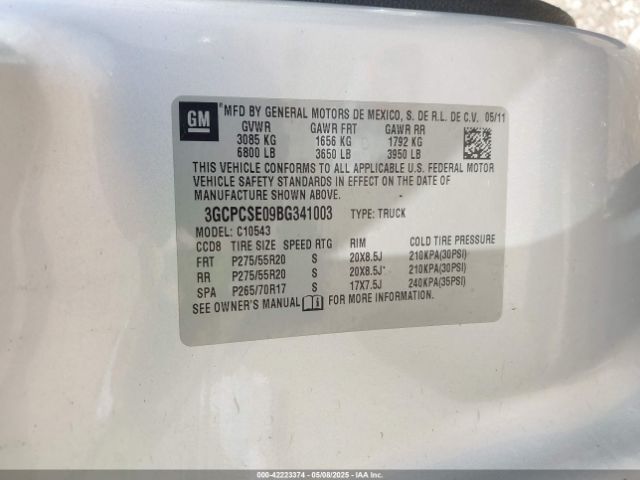 GM
®MFD BY GENERAL MOTORS DE MEXICO, S. DE R.L. DE C.V. 05/11
GVWR GAWR FRT GAWR RR
3085 KG 1656 KG 1792 KG
6800 LB 3650 LB 3950 LB
THIS VEHICLE CONFORMS TO ALL APPLICABLE U.S. FEDERAL MOTOR
VEHICLE SAFETY STANDARDS IN EFFECT ON THE DATE OF
MANUFACTURE SHOWN ABOVE.
3GCPCSE09BG341003 TYPE: TRUCK
MODEL: C10543
CCD8 TIRE SIZE SPEED RTG RIM COLD TIRE PRESSURE
FRT P275/55R20 S 20X8.5J 210KPA(30PSI)
RR P275/55R20 S 20X8.5J 210KPA(30PSI)
SPA P265/70R17 S 17X7.5J 240KPA(35PSI)
SEE OWNER'S MANUAL FOR MORE INFORMATION.
000 - 42223374 - 05/08/2025 - IAA Inc.